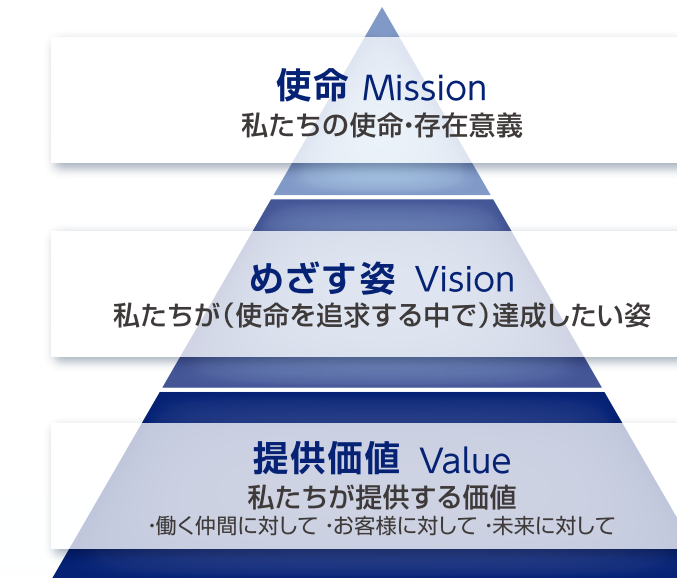 使命 Mission
私たちの使命・存在意義
めざす姿 Vision
私たちが(使命を追求する中で)達成したい姿
提供価値 Value
私たちが提供する価値
・働く仲間に対して ・お客様に対して ・未来に対して